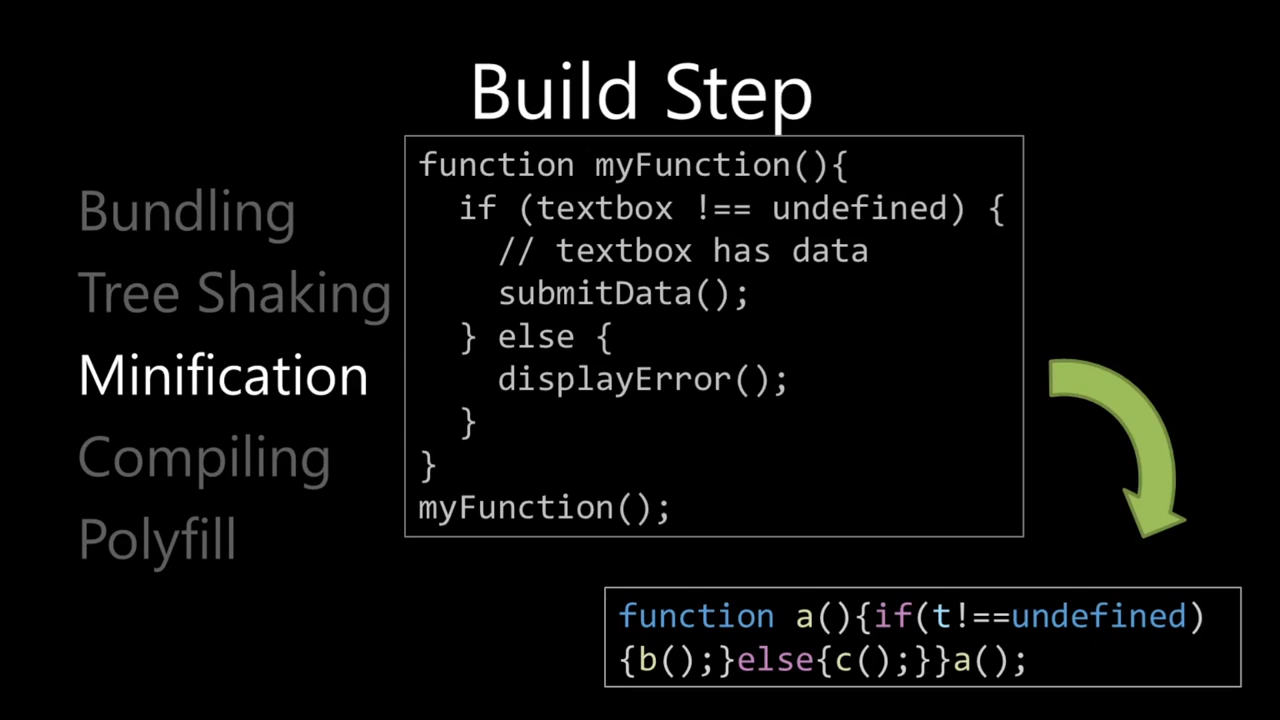 Build Step
Bundling
Tree Shaking
Minification
Compiling
Polyfill
function myFunction(){
  if (textbox !== undefined) {
    // textbox has data
    submitData();
  } else {
    displayError();
  }
}
myFunction();
function a(){if(t!==undefined)
{b();}else{c();}}a();